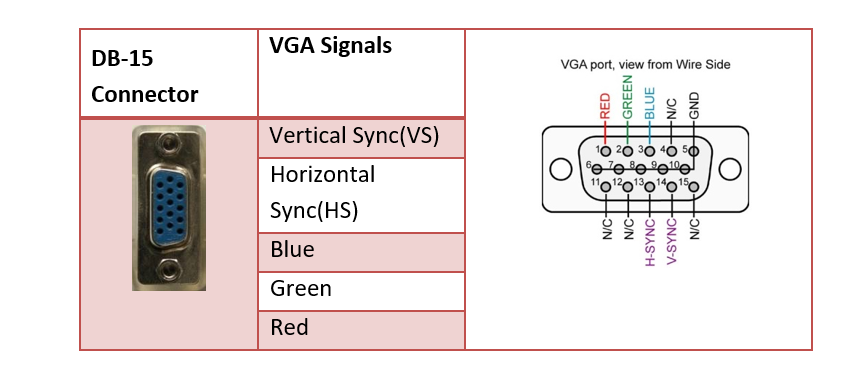 DB-15
Connector
VGA Signals
Vertical Sync(VS)
Horizontal
Sync(HS)
Blue
Green
Red
VGA port, view from Wire Side
RED
GREEN
BLUE
N/C
GND
1 2 3 4 5
6 7 8 9 10
11 12 13 14 15
N/C
N/C
H-SYNC
V-SYNC
N/C